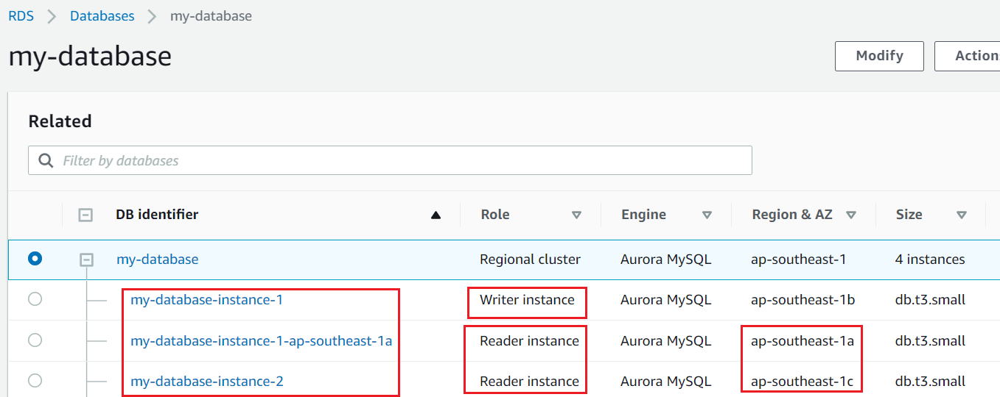 RDS > Databases > my-database
my-database
Modify Action
Related
Filter by databases
DB identifier Role Engine Region & AZ Size
my-database Regional cluster Aurora MySQL ap-southeast-1 4 instances
my-database-instance-1 Writer instance Aurora MySQL ap-southeast-1b db.t3.small
my-database-instance-1-ap-southeast-1a Reader instance Aurora MySQL ap-southeast-1a db.t3.small
my-database-instance-2 Reader instance Aurora MySQL ap-southeast-1c db.t3.small